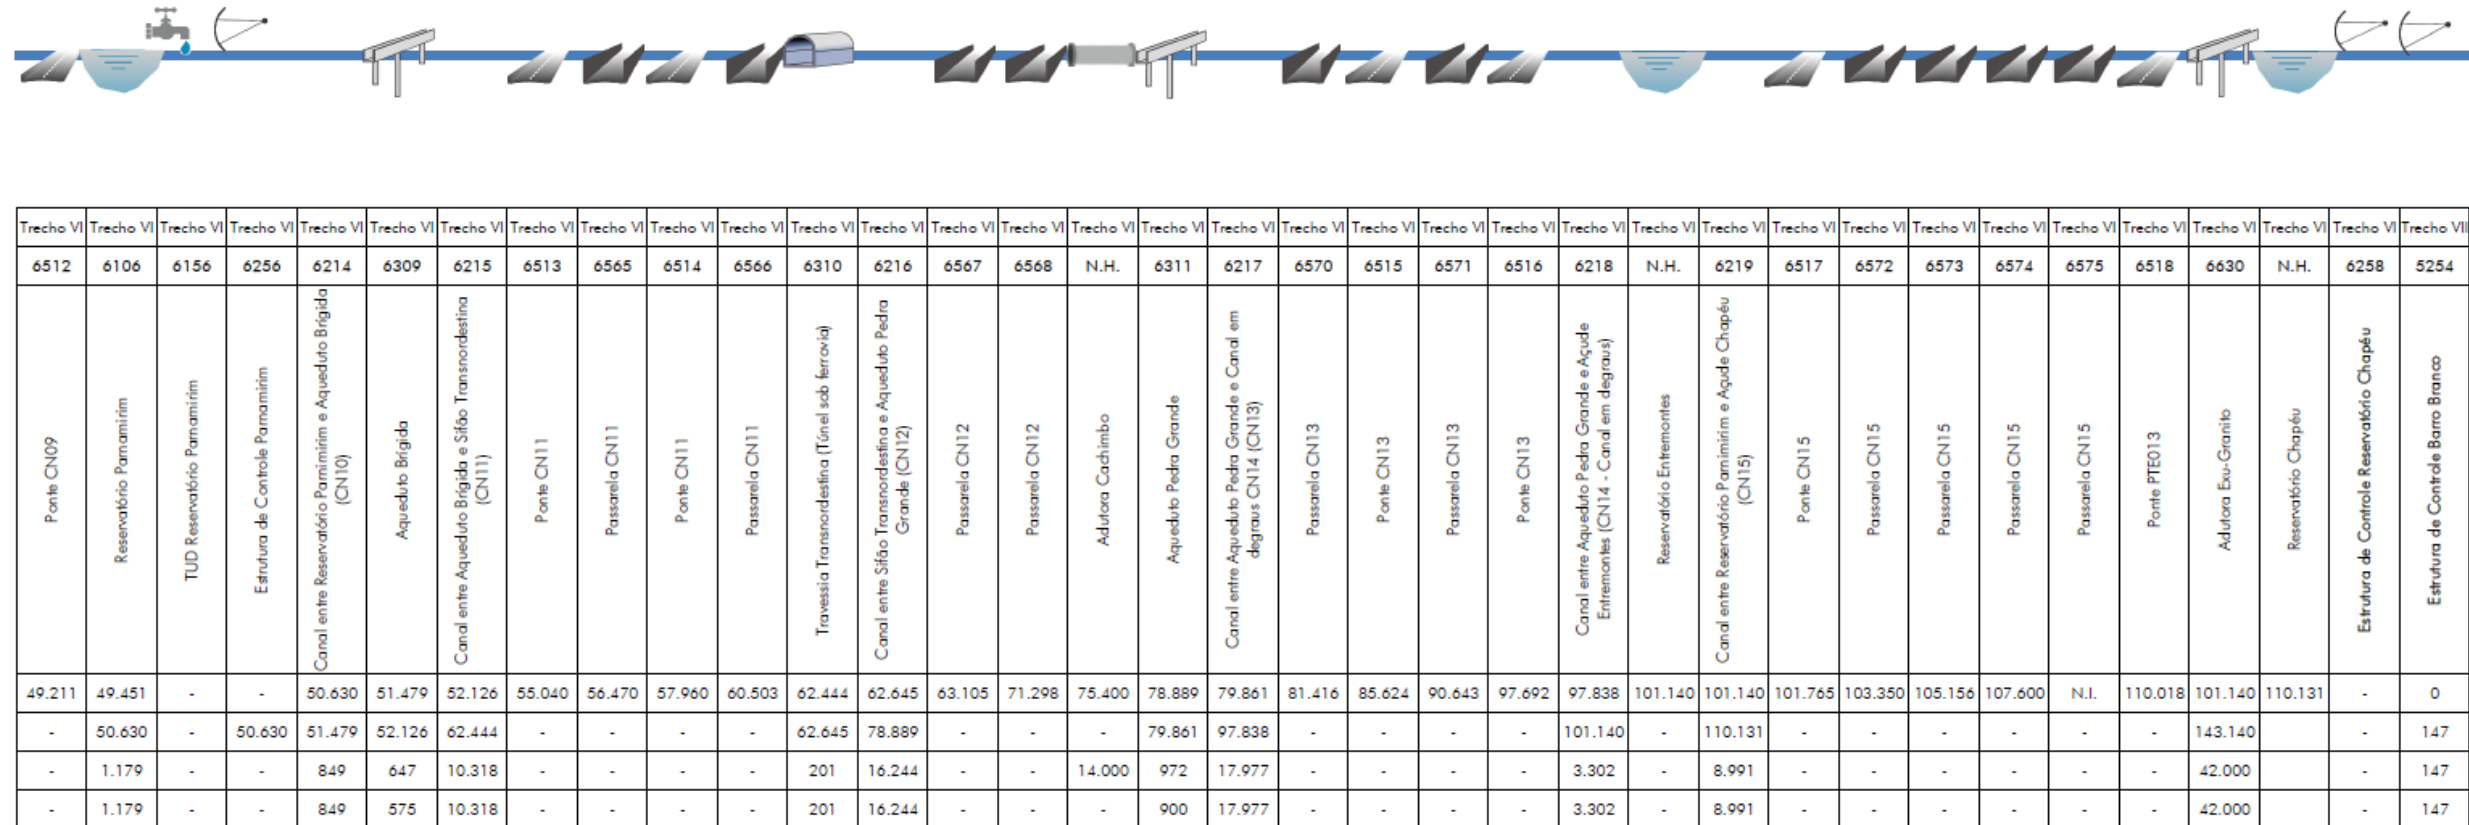 Trecho VI Trecho VI Trecho VI Trecho VI Trecho VI Trecho VI Trecho VI Trecho VI Trecho VI Trecho VI Trecho VI Trecho VI Trecho VI Trecho VI Trecho VI Trecho VI Trecho VI Trecho VI Trecho VI Trecho VI Trecho VI Trecho VI Trecho VI Trecho VI Trecho VI Trecho VI Trecho VI Trecho VI Trecho VI Trecho VI Trecho VI Trecho VI Trecho VI Trecho VI Trecho VII
6512 6106 6156 6256 6214 6309 6215 6513 6565 6514 6566 6310 6216 6567 6568 N.H. 6311 6217 6570 6515 6571 6516 6218 N.H. 6219 6517 6572 6573 6574 6575 6518 6630 N.H. 6258 5254
Ponte CN09
Reservatório Parnamirim
TUD Reservatório Parnamirim
Estrutura de Controle Parnamirim
Canal entre Reservatório Parnimirim e Aqueduto Brígida
(CN10)
Aqueduto Brígida
Canal entre Aqueduto Brígida e Sifão Transnordestina
(CN11)
Ponte CN11
Passarela CN11
Ponte CN11
Passarela CN11
Travessia Transnordestina (Túnel sob ferrovia)
Canal entre Sifão Transnordestina e Aqueduto Pedra
Grande (CN12)
Passarela CN12
Passarela CN12
Adutora Cachimbo
Aqueduto Pedra Grande
Canal entre Aqueduto Pedra Grande e Canal em
degraus CN14 (CN13)
Passarela CN13
Ponte CN13
Passarela CN13
Ponte CN13
Canal entre Aqueduto Pedra Grande e Açude
Entremontes (CN14 - Canal em degraus)
Reservatório Entremontes
Canal entre Reservatório Parnimirim e Açude Chapéu
(CN15)
Ponte CN15
Passarela CN15
Passarela CN15
Passarela CN15
Passarela CN15
Ponte PTE013
Adutora Exu-Granito
Reservatório Chapéu
Estrutura de Controle Reservatório Chapéu
Estrutura de Controle Barro Branco
49.211 49.451 - - 50.630 51.479 52.126 55.040 56.470 57.960 60.503 62.444 62.645 63.105 71.298 75.400 78.889 79.861 81.416 85.624 90.643 97.692 97.838 101.140 101.140 101.765 103.350 105.156 107.600 N.I. 110.018 101.140 110.131 - 0
- 50.630 - 50.630 51.479 52.126 62.444 - - - - 62.645 78.889 - - - 79.861 97.838 - - - - 101.140 - 110.131 - - - - - - 143.140 - 147
- 1.179 - - 849 647 10.318 - - - - 201 16.244 - - 14.000 972 17.977 - - - - 3.302 - 8.991 - - - - - - 42.000 - 147
- 1.179 - - 849 575 10.318 - - - - 201 16.244 - - - 900 17.977 - - - - 3.302 - 8.991 - - - - - - 42.000 - 147